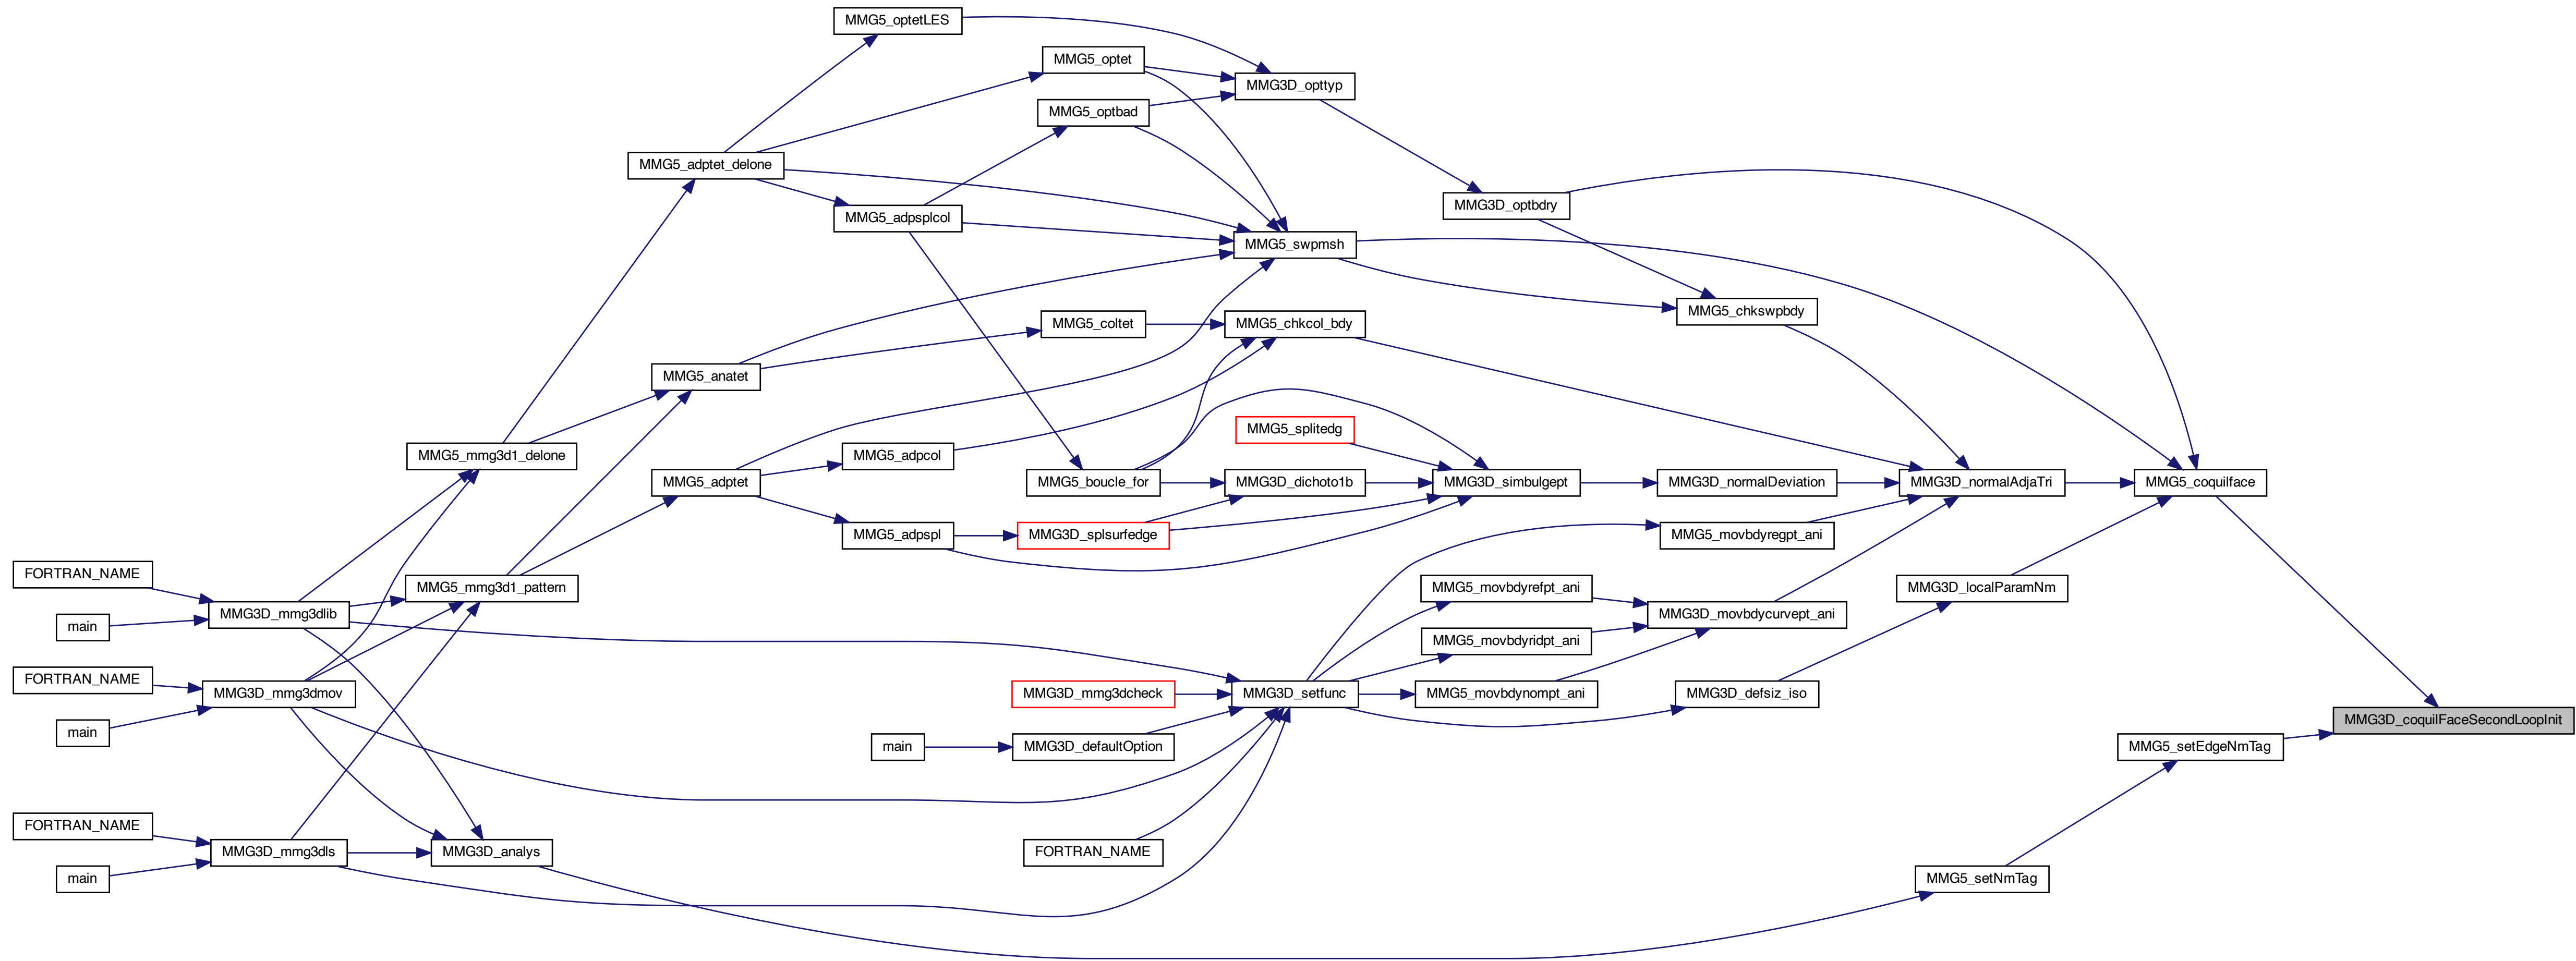 MMG5_optetLES
MMG5_optet
MMG3D_opttyp
MMG5_optbad
MMG5_adptet_delone
MMG3D_optbdry
MMG5_adpsplcol
MMG5_swpmsh
MMG5_chkswpbdy
MMG5_coltet
MMG5_chkcol_bdy
MMG5_anatet
MMG5_splitedg
MMG5_mmg3d1_delone
MMG5_adpcol
MMG5_adptet
MMG5_boucle_for
MMG3D_dichoto1b
MMG3D_simbulgept
MMG3D_normalDeviation
MMG3D_normalAdjaTri
MMG5_coquilface
MMG5_adpspl
MMG3D_splsurfedge
MMG5_movbdyregpt_ani
FORTRAN_NAME
MMG5_mmg3d1_pattern
MMG5_movbdyrefpt_ani
MMG3D_localParamNm
MMG3D_mmg3dlib
MMG3D_movbdycurvept_ani
main
MMG5_movbdyridpt_ani
FORTRAN_NAME
MMG3D_mmg3dmov
MMG3D_mmg3dcheck
MMG3D_setfunc
MMG5_movbdynompt_ani
MMG3D_defsiz_iso
MMG3D_coquilFaceSecondLoopInit
main
main
MMG3D_defaultOption
MMG5_setEdgeNmTag
FORTRAN_NAME
MMG3D_mmg3dls
MMG3D_analys
FORTRAN_NAME
main
MMG5_setNmTag